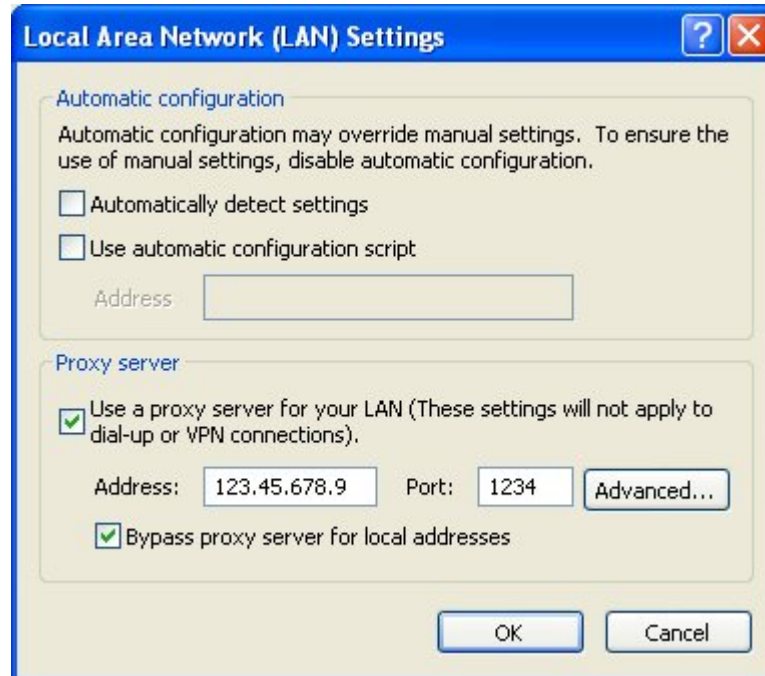 Local Area Network (LAN) Settings
?
Automatic configuration
Automatic configuration may override manual settings. To ensure the
use of manual settings, disable automatic configuration.
Automatically detect settings
Use automatic configuration script
Address
Proxy server
Use a proxy server for your LAN (These settings will not apply to
dial-up or VPN connections).
Address: 123.45.678.9 Port: 1234 Advanced...
Bypass proxy server for local addresses
OK Cancel